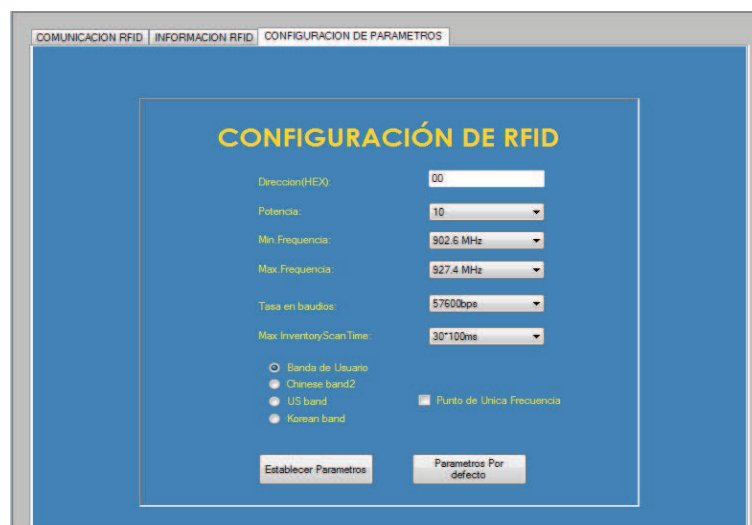 COMUNICACION RFID INFORMACION RFID CONFIGURACION DE PARAMETROS
CONFIGURACIÓN DE RFID
Direccion(HEX): 00
Potencia: 10
Min.Frequencia: 902.6 MHz
Max.Frequencia: 927.4 MHz
Tasa en baudios: 57600bps
Max InventoryScanTime: 30*100ms
Banda de Usuario
Chinese band2
US band Punto de Unica Frecuencia
Korean band
Establecer Parametros Parametros Por
defecto